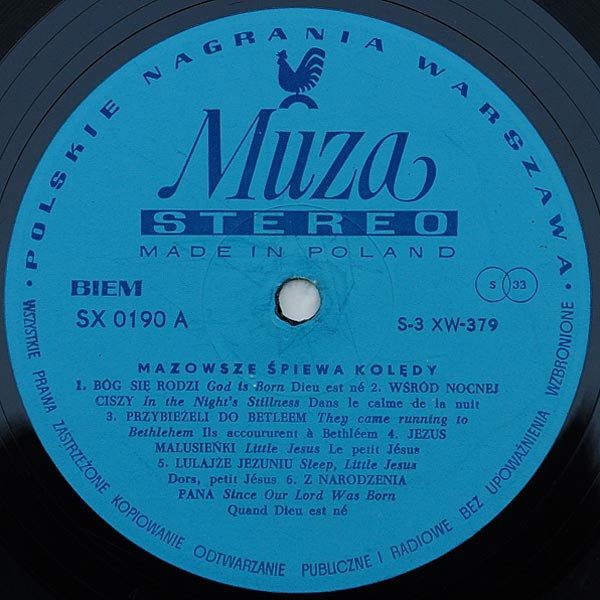 • POLSKIE NAGRANIA WARSZAWA •
Muza
STEREO
MADE IN POLAND
BIEM
S 33
SX 0190 A
S-3 XW-379
MAZOWSZE ŚPIEWA KOLĘDY
1. BÓG SIĘ RODZI God is Born Dieu est né 2. WŚRÓD NOCNEJ
CISZY In the Night's Stillness Dans le calme de la nuit
3. PRZYBIEŻELI DO BETLEEM They came running to
Bethlehem Ils accoururent à Bethléem 4. JEZUS
MALUSIEŃKI Little Jesus Le petit Jésus
5. LULAJŻE JEZUNIU Sleep, Little Jesus
Dors, petit Jésus 6. Z NARODZENIA
PANA Since Our Lord Was Born
Quand Dieu est né
WSZYSTKIE PRAWA ZASTRZEŻONE KOPIOWANIE ODTWARZANIE PUBLICZNE I RADIOWE BEZ UPOWAŻNIENIA WZBRONIONE